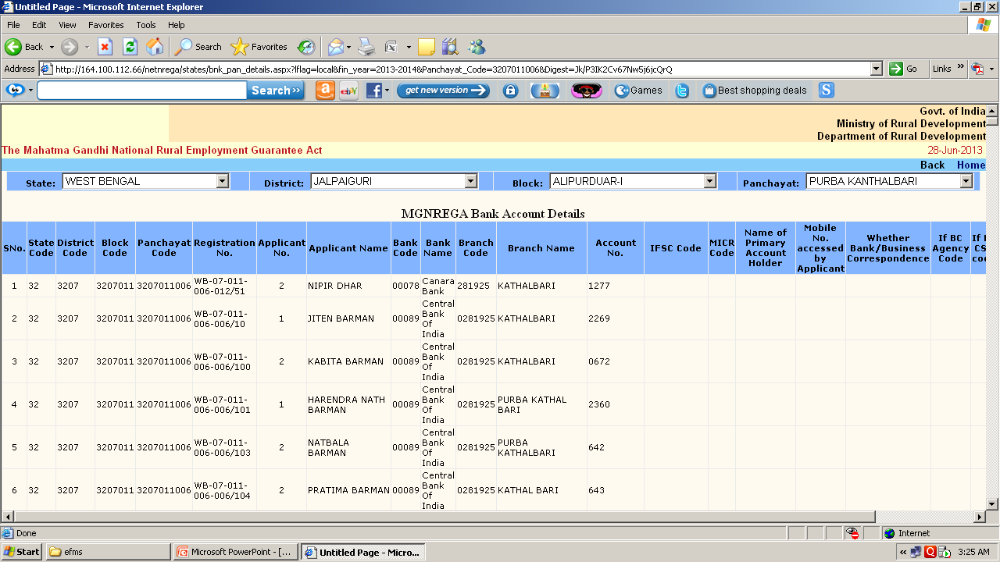 Untitled Page - Microsoft Internet Explorer
File Edit View Favorites Tools Help
Back Search Favorites
Address http://164.100.112.66/netnrega/states/bnk_pan_details.aspx?lflag=local&fin_year=2013-2014&Panchayat_Code=3207011006&Digest=Jk/P3IK2Cv67Nw5j6jcQrQ Go Links »
Search >> a ebY get new version Games Best shopping deals S
Govt. of India
Ministry of Rural Development
Department of Rural Development
The Mahatma Gandhi National Rural Employment Guarantee Act 28-Jun-2013
Back Home
State: WEST BENGAL District: JALPAIGURI Block: ALIPURDUAR-I Panchayat: PURBA KANTHALBARI
MGNREGA Bank Account Details
SNo. State Code District Code Block Code Panchayat Code Registration No. Applicant No. Applicant Name Bank Code Bank Name Branch Code Branch Name Account No. IFSC Code MICR Code Name of Primary Account Holder Mobile No. accessed by Applicant Whether Bank/Business Correspondence If BC Agency Code
1 32 3207 3207011 3207011006 WB-07-011-006-012/51 2 NIPIR DHAR 00078 Canara Bank 281925 KATHALBARI 1277
2 32 3207 3207011 3207011006 WB-07-011-006-006/10 1 JITEN BARMAN 00089 Central Bank Of India 0281925 KATHALBARI 2269
3 32 3207 3207011 3207011006 WB-07-011-006-006/100 2 KABITA BARMAN 00089 Central Bank Of India 0281925 KATHALBARI 0672
4 32 3207 3207011 3207011006 WB-07-011-006-006/101 1 HARENDRA NATH BARMAN 00089 Central Bank Of India 0281925 PURBA KATHAL BARI 2360
5 32 3207 3207011 3207011006 WB-07-011-006-006/103 2 NATBALA BARMAN 00089 Central Bank Of India 0281925 PURBA KATHALBARI 642
6 32 3207 3207011 3207011006 WB-07-011-006-006/104 2 PRATIMA BARMAN 00089 Central Bank Of India 0281925 KATHAL BARI 643
Done Internet
Start efms Microsoft PowerPoint - [... Untitled Page - Micro... « 3:25 AM